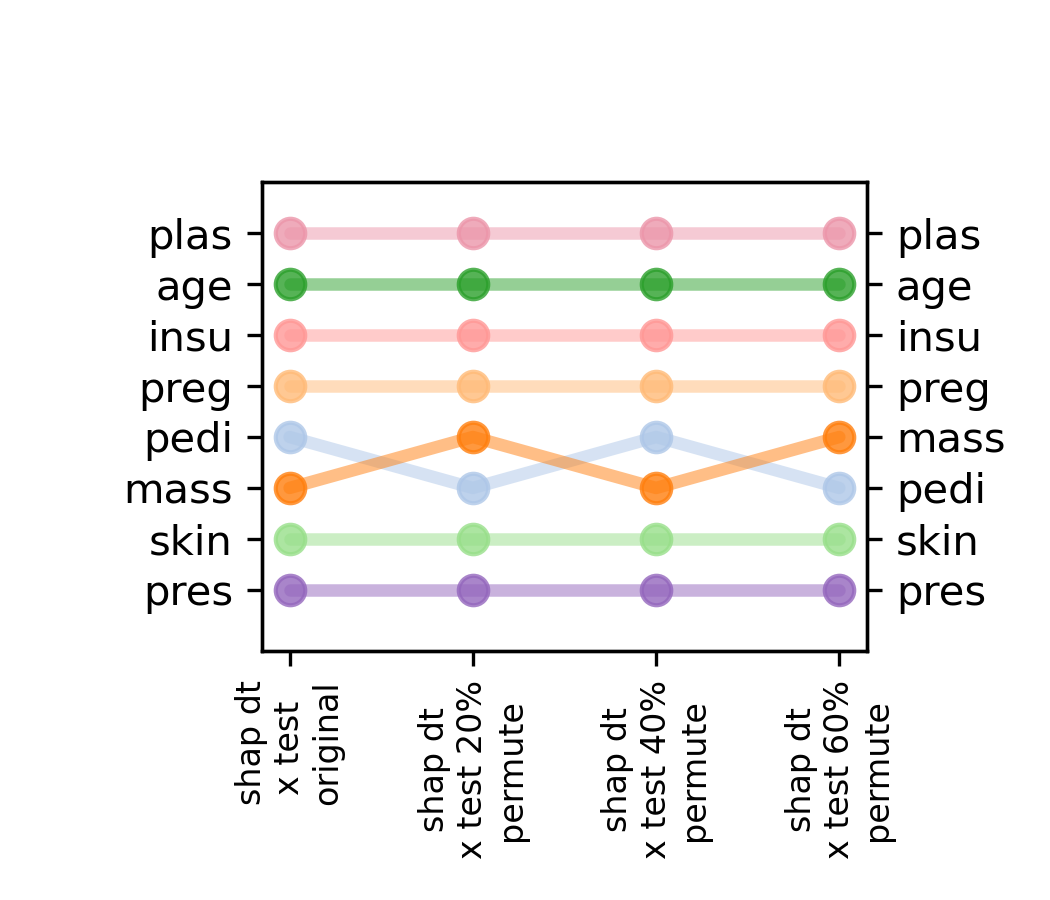 plas
age
insu
preg
pedi
mass
skin
pres
plas
age
insu
preg
mass
pedi
skin
pres
shap dt
x test
original
shap dt
x test 20%
permute
shap dt
x test 40%
permute
shap dt
x test 60%
permute